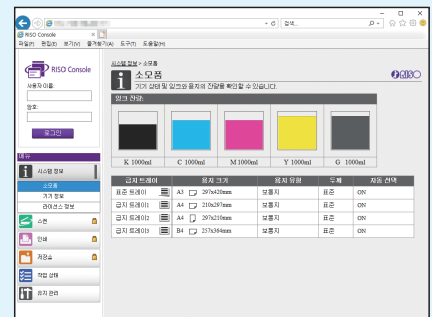 검색...
RISO Console
파일(F) 편집(E) 보기(V) 즐겨찾기(A) 도구(T) 도움말(H)
RISO Console
사용자 이름:
암호:
로그인
메뉴
시스템 정보
소모품
기기 정보
라이선스 정보
스캔
인쇄
저장소
작업 상태
유지 관리
시스템 정보 > 소모품
소모품
RISO
기기 상태 및 잉크와 용지의 잔량을 확인할 수 있습니다.
잉크 잔량:
K 1000ml C 1000ml M 1000ml Y 1000ml G 1000ml
급지 트레이 용지 크기 용지 유형 두께 자동 선택
표준 트레이 A3 297x420mm 보통지 표준 ON
급지 트레이1 A4 210x297mm 보통지 표준 ON
급지 트레이2 A4 297x210mm 보통지 표준 ON
급지 트레이3 B4 257x364mm 보통지 표준 ON